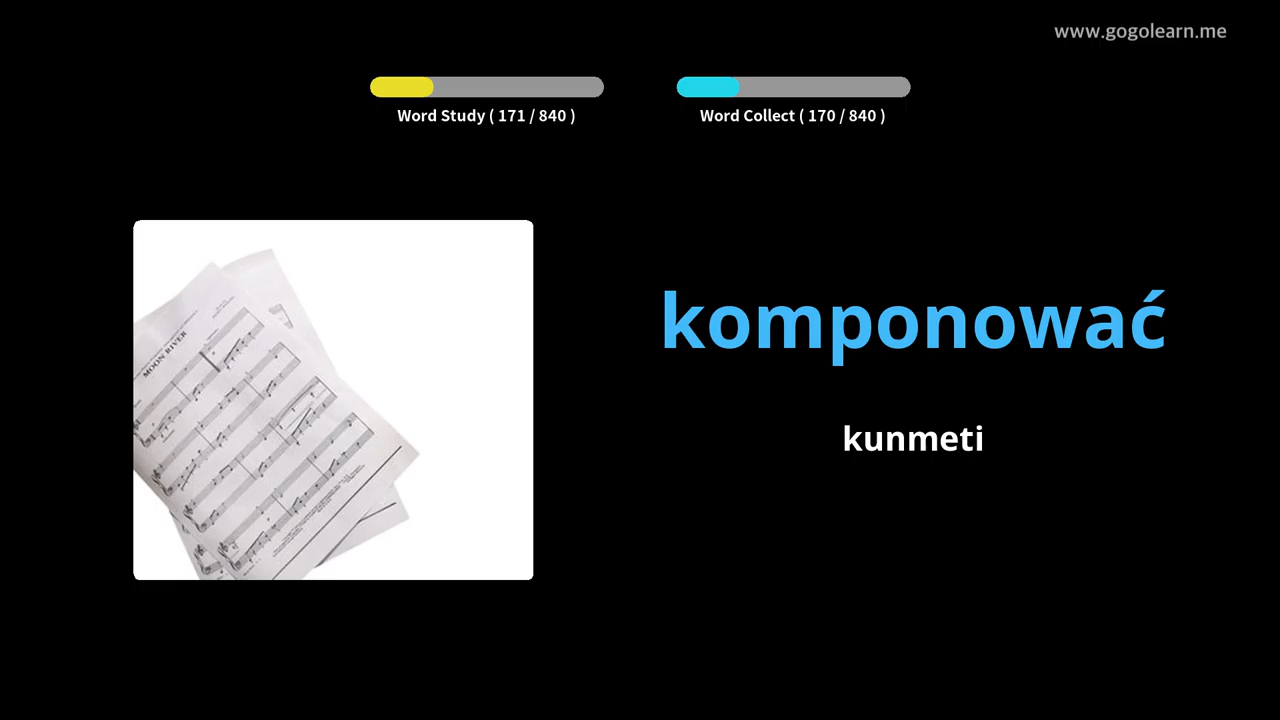 www.gogolearn.me
Word Study ( 171 / 840 )
Word Collect ( 170 / 840 )
MOON RIVER
komponować
kunmeti